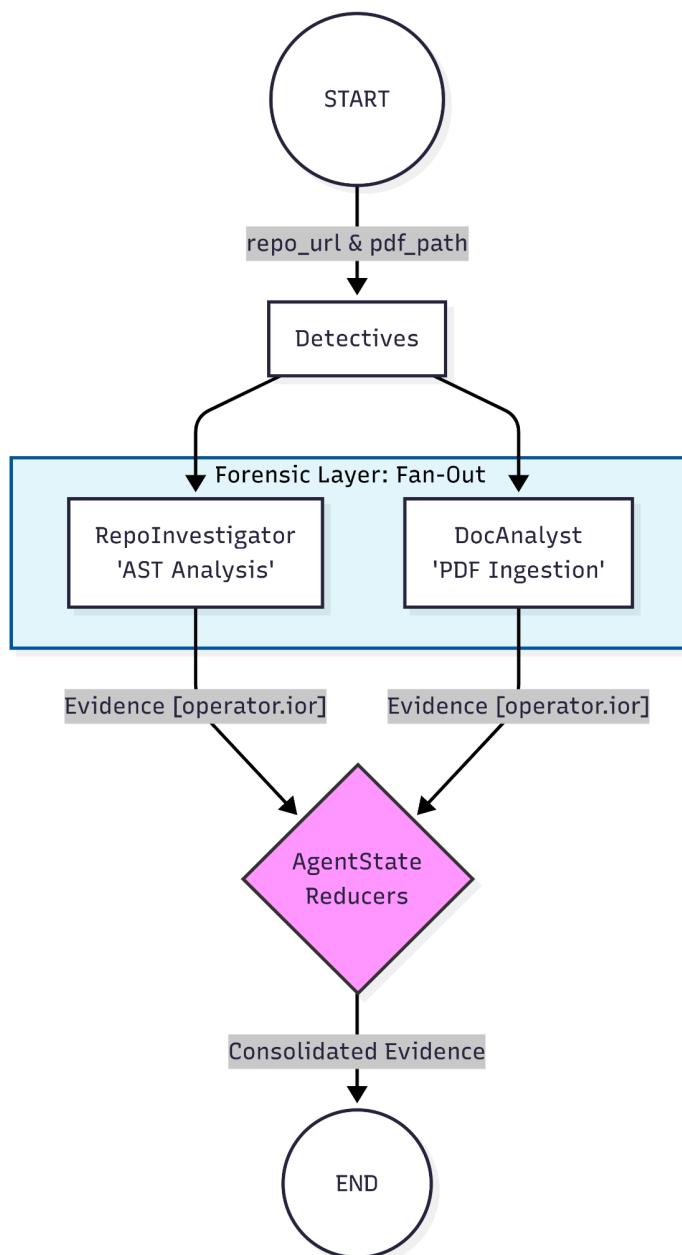 START
repo_url & pdf_path
Detectives
Forensic Layer: Fan-Out
RepoInvestigator
'AST Analysis'
DocAnalyst
'PDF Ingestion'
Evidence [operator.ior]
Evidence [operator.ior]
AgentState
Reducers
Consolidated Evidence
END